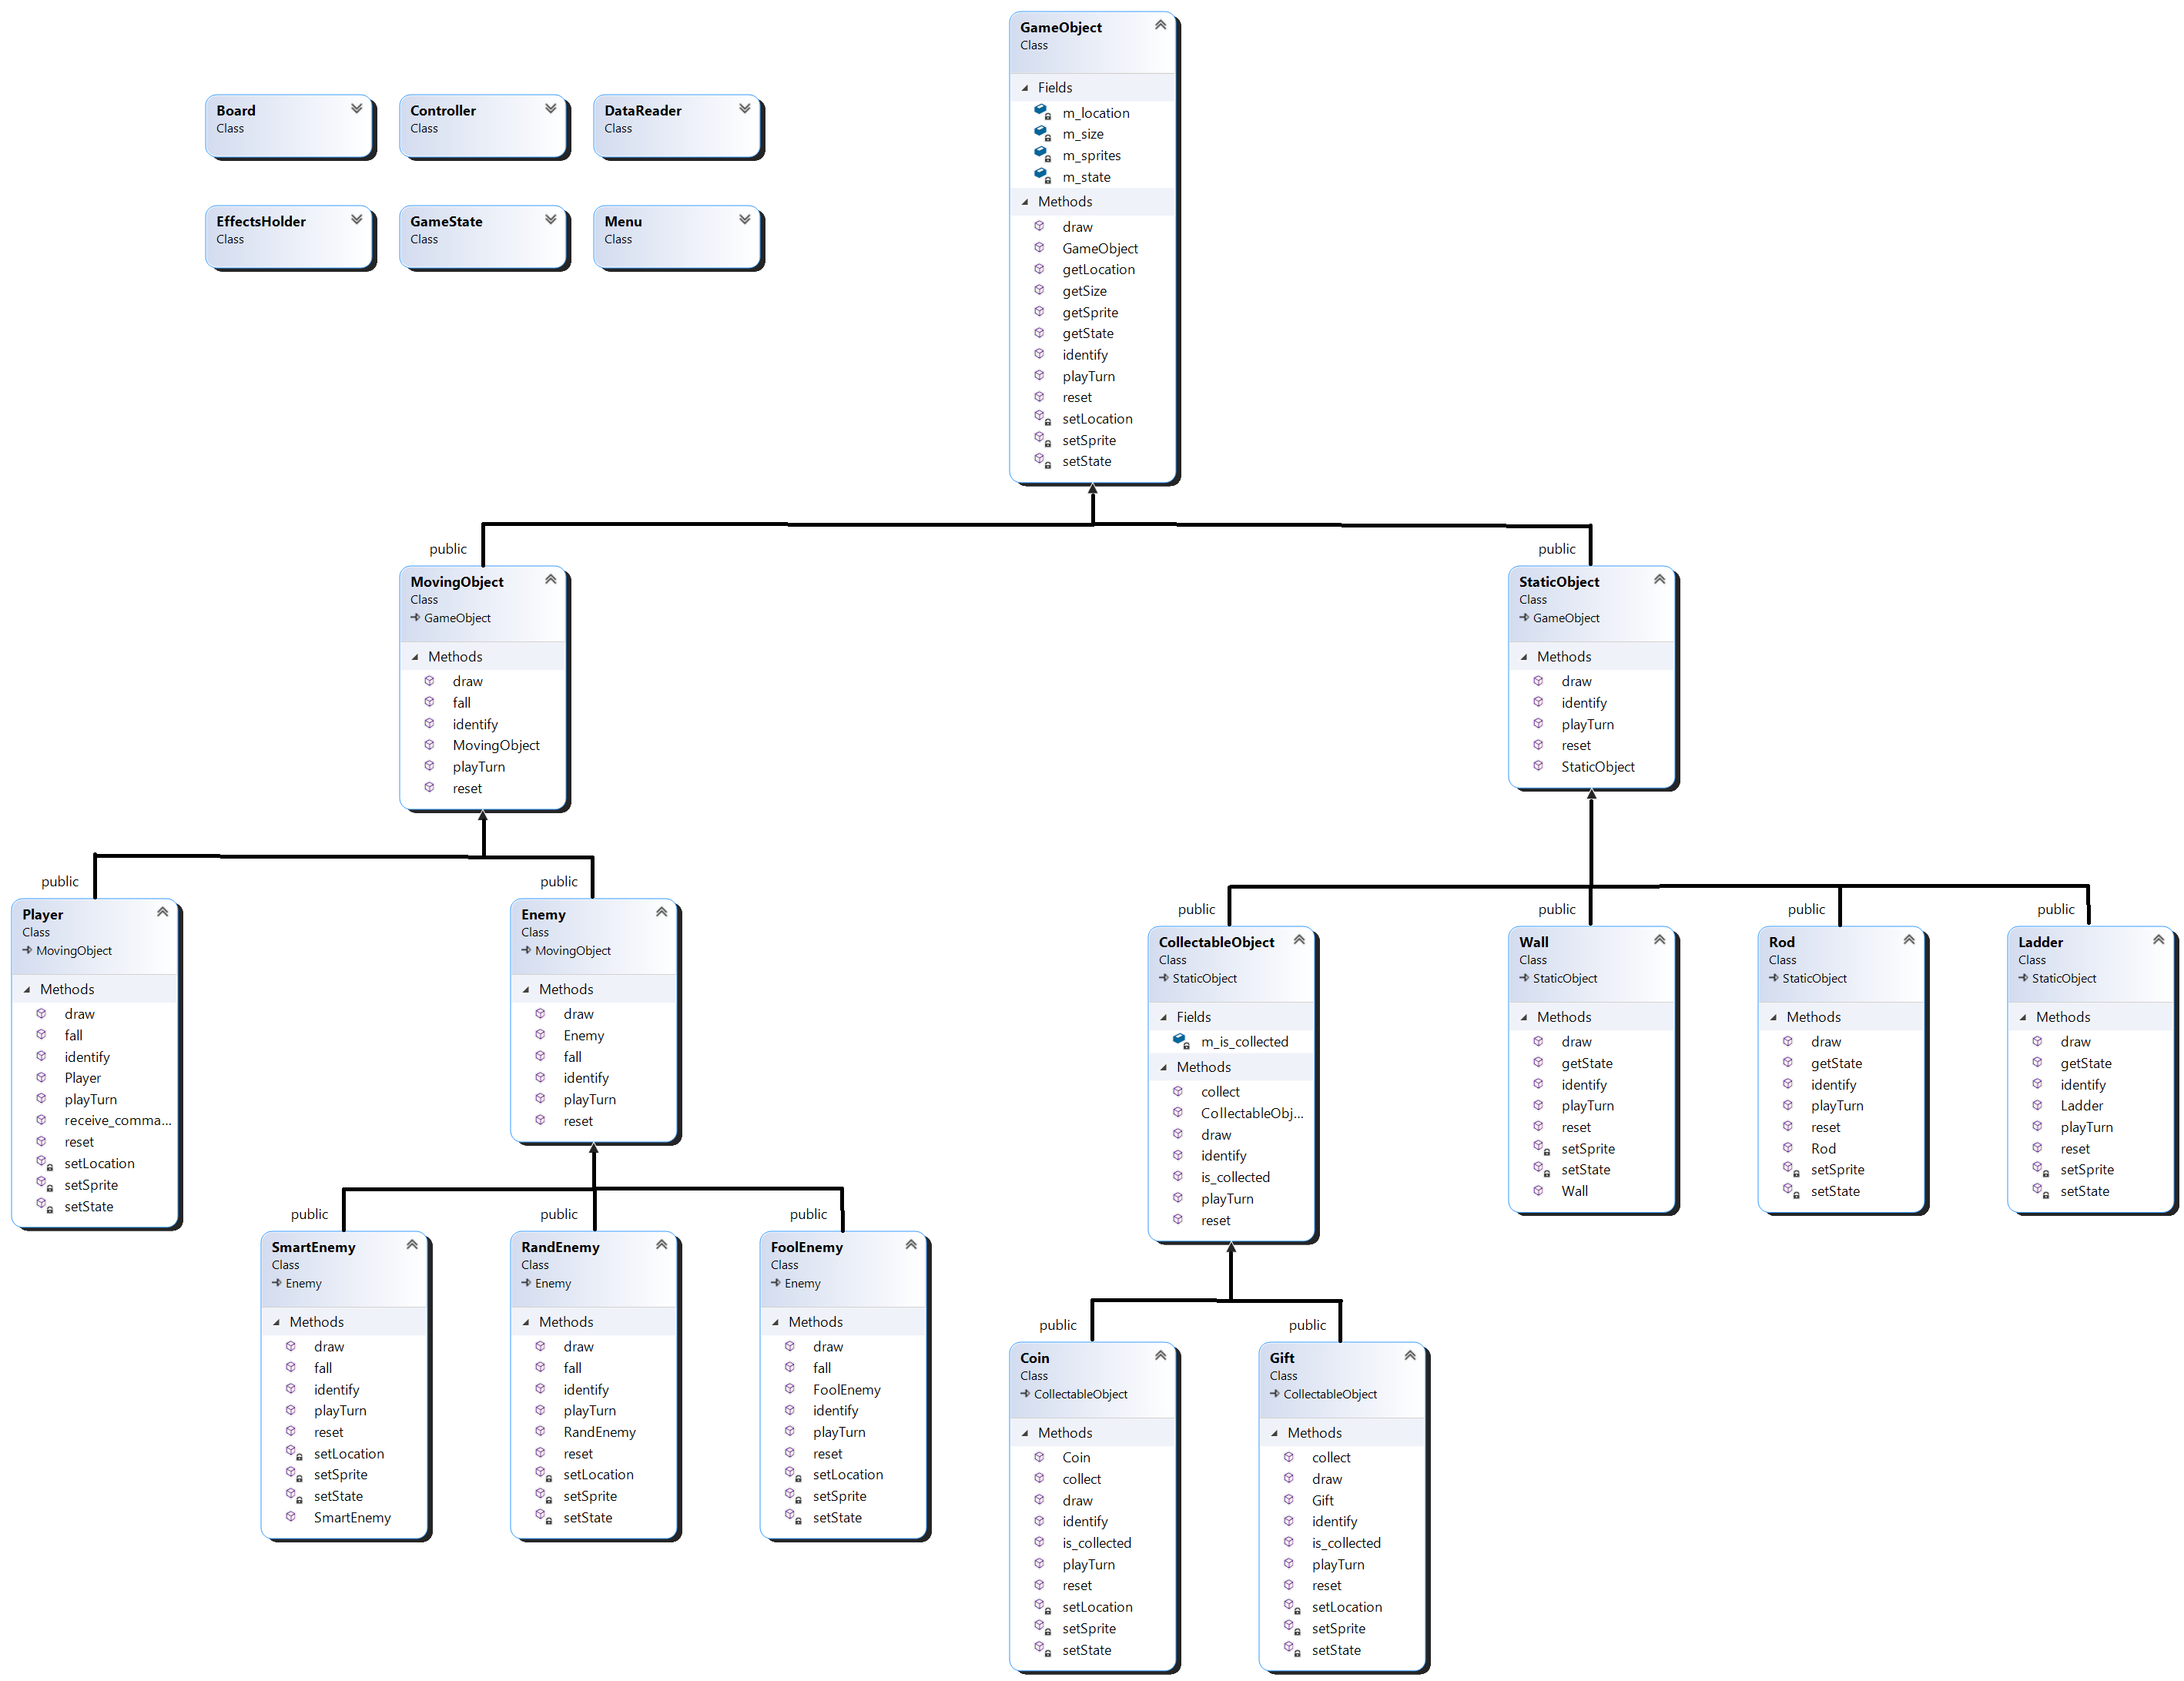 GameObject
Class
Fields
m_location
m_size
m_sprites
m_state
Methods
draw
GameObject
getLocation
getSize
getSprite
getState
identify
playTurn
reset
setLocation
setSprite
setState
Board
Class
Controller
Class
DataReader
Class
EffectsHolder
Class
GameState
Class
Menu
Class
public
MovingObject
Class
GameObject
Methods
draw
fall
identify
MovingObject
playTurn
reset
public
StaticObject
Class
GameObject
Methods
draw
identify
playTurn
reset
StaticObject
public
Player
Class
MovingObject
Methods
draw
fall
identify
Player
playTurn
receive_comma...
reset
setLocation
setSprite
setState
public
Enemy
Class
MovingObject
Methods
draw
Enemy
fall
identify
playTurn
reset
public
CollectableObject
Class
StaticObject
Fields
m_is_collected
Methods
collect
CollectableObj...
draw
identify
is_collected
playTurn
reset
public
Wall
Class
StaticObject
Methods
draw
getState
identify
playTurn
reset
setSprite
setState
Wall
public
Rod
Class
StaticObject
Methods
draw
getState
identify
playTurn
reset
Rod
setSprite
setState
public
Ladder
Class
StaticObject
Methods
draw
getState
identify
Ladder
playTurn
reset
setSprite
setState
public
SmartEnemy
Class
Enemy
Methods
draw
fall
identify
playTurn
reset
setLocation
setSprite
setState
SmartEnemy
public
RandEnemy
Class
Enemy
Methods
draw
fall
identify
playTurn
RandEnemy
reset
setLocation
setSprite
setState
public
FoolEnemy
Class
Enemy
Methods
draw
fall
FoolEnemy
identify
playTurn
reset
setLocation
setSprite
setState
public
Coin
Class
CollectableObject
Methods
Coin
collect
draw
identify
is_collected
playTurn
reset
setLocation
setSprite
setState
public
Gift
Class
CollectableObject
Methods
collect
draw
Gift
identify
is_collected
playTurn
reset
setLocation
setSprite
setState